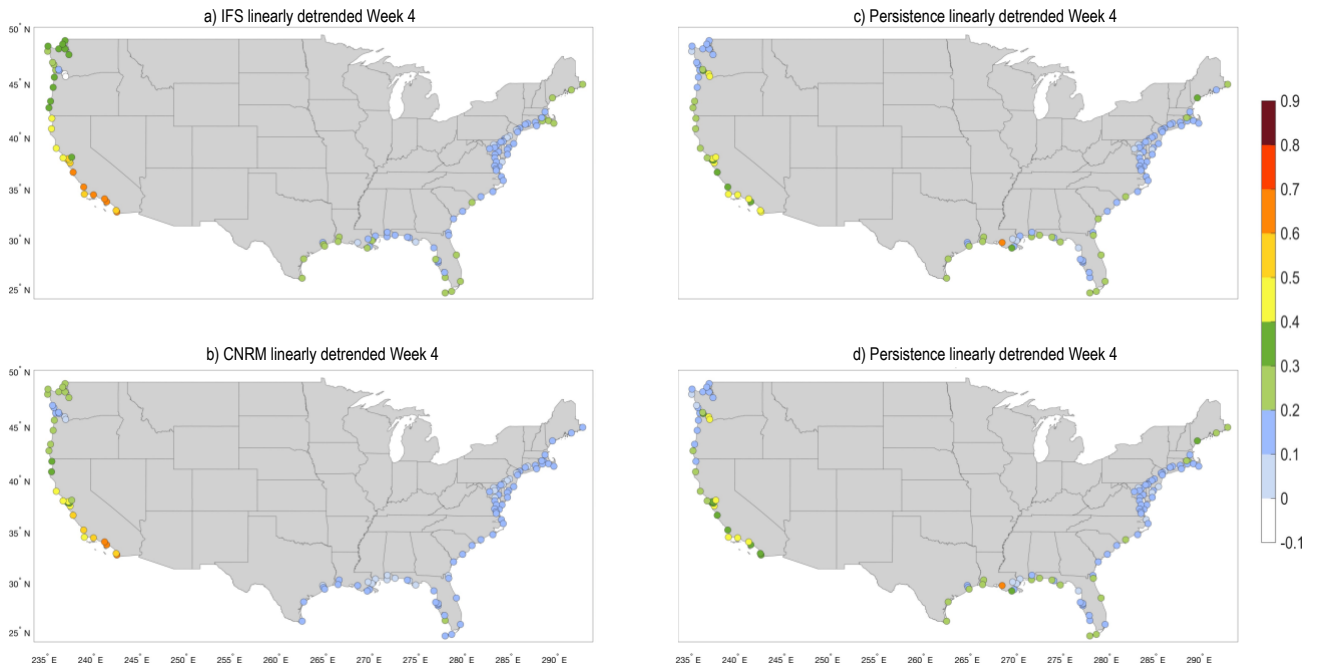 a) IFS linearly detrended Week 4
50° N
45° N
40° N
35° N
30° N
25° N
c) Persistence linearly detrended Week 4
b) CNRM linearly detrended Week 4
50° N
45° N
40° N
35° N
30° N
25° N
235° E 240° E 245° E 250° E 255° E 260° E 265° E 270° E 275° E 280° E 285° E 290° E
d) Persistence linearly detrended Week 4
235° E 240° E 245° E 250° E 255° E 260° E 265° E 270° E 275° E 280° E 285° E 290° E
0.9
0.8
0.7
0.6
0.5
0.4
0.3
0.2
0.1
0
-0.1